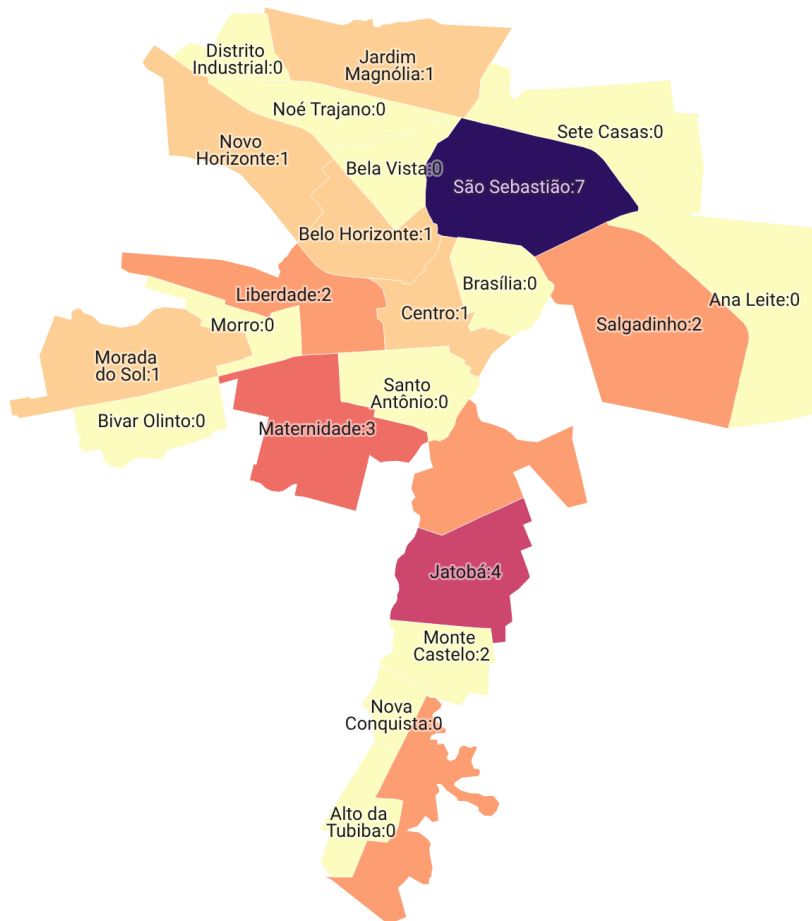 Distrito
Industrial:0
Jardim
Magnólia:1
Noé Trajano:0
Sete Casas:0
Novo
Horizonte:1
Bela Vista:0
São Sebastião:7
Belo Horizonte:1
Brasília:0
Liberdade:2
Ana Leite:0
Centro:1
Morro:0
Salgadinho:2
Morada
do Sol:1
Santo
Antônio:0
Bivar Olinto:0
Maternidade:3
Jatobá:4
Monte
Castelo:2
Nova
Conquista:0
Alto da
Tubiba:0